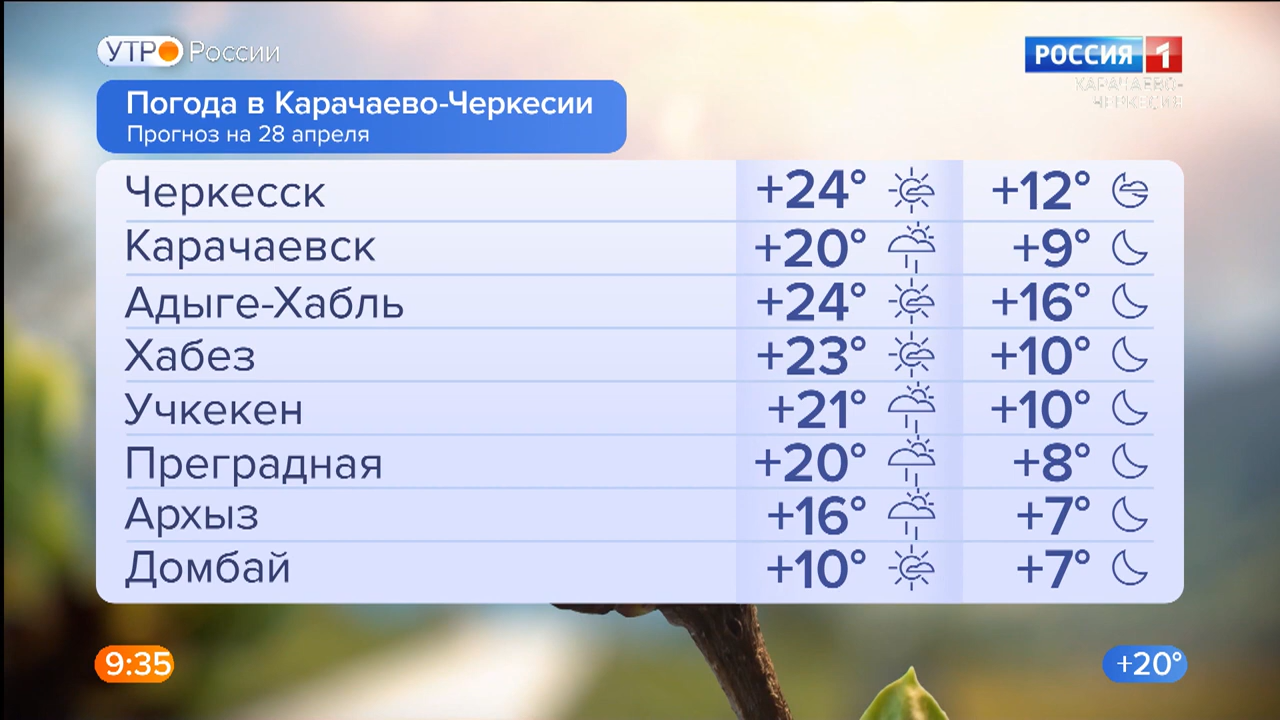 УТРО России
РОССИЯ 1
КАРАЧАЕВО-
ЧЕРКЕСИЯ
Погода в Карачаево-Черкесии
Прогноз на 28 апреля
Черкесск +24° +12°
Карачаевск +20° +9°
Адыге-Хабль +24° +16°
Хабез +23° +10°
Учкекен +21° +10°
Преградная +20° +8°
Архыз +16° +7°
Домбай +10° +7°
9:35 +20°